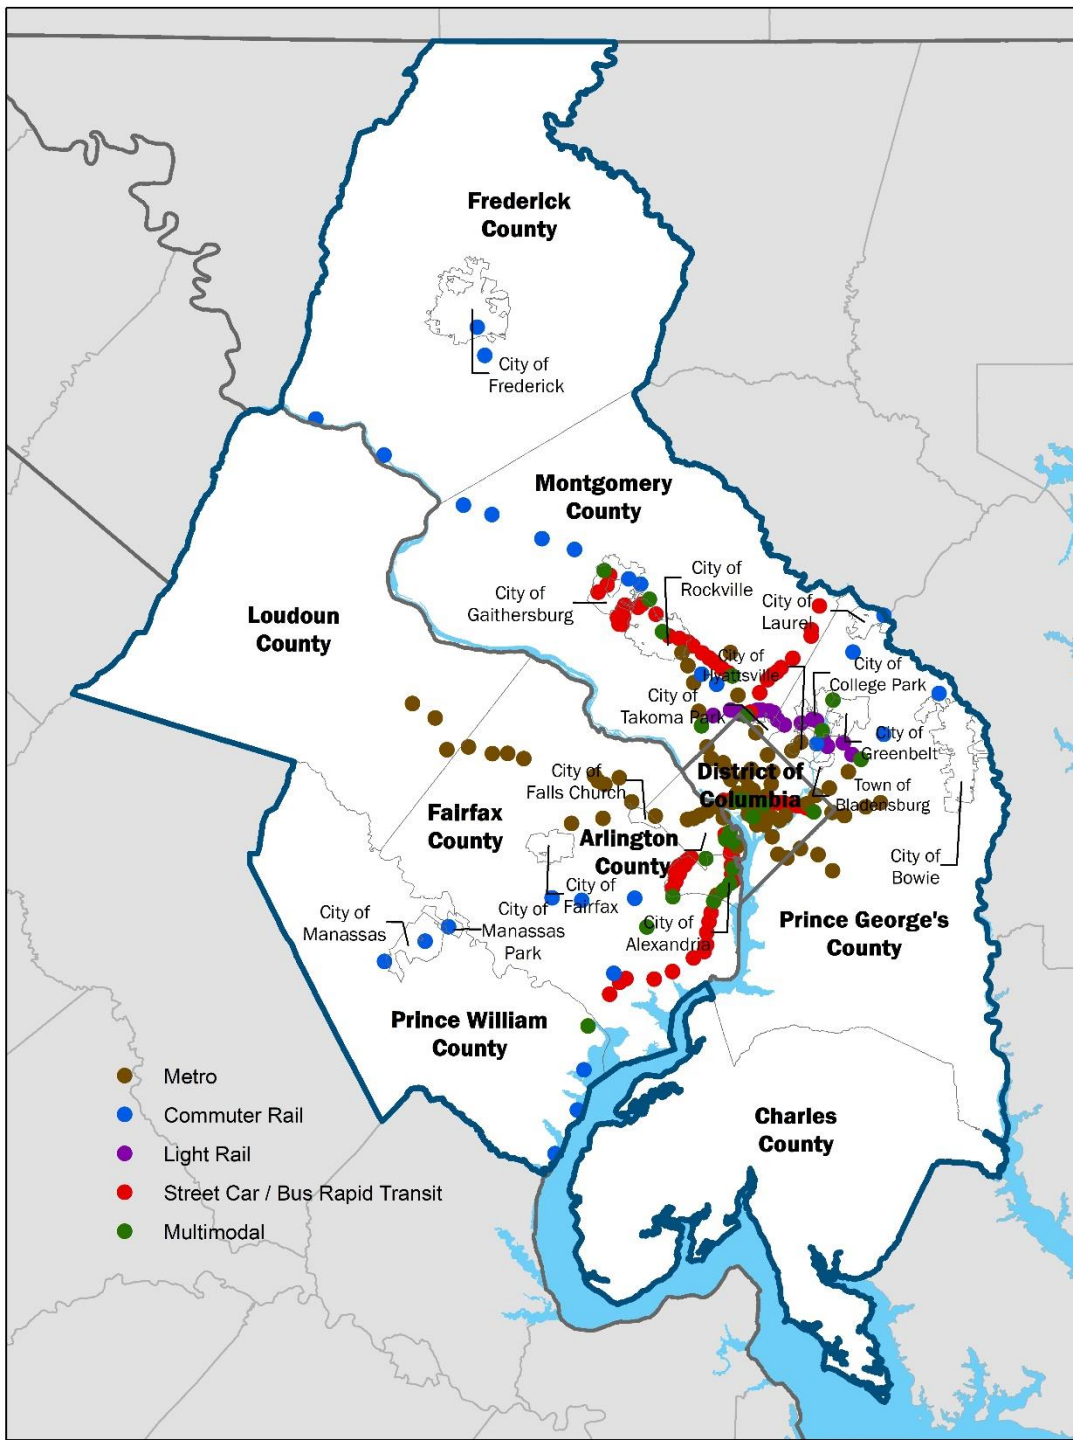 Frederick
County
City of
Frederick
Montgomery
County
City of
Rockville
City of
Gaithersburg
City of
Laurel
Loudoun
County
City of
Hyattsville
City of
College Park
City of
Takoma Park
City of
Greenbelt
City of
Falls Church
District of
Columbia
Town of
Bladensburg
Fairfax
County
Arlington
County
City of
Bowie
City of
Fairfax
City of
Manassas
City of
Manassas
Park
City of
Alexandria
Prince George's
County
Prince William
County
Charles
County
Metro
Commuter Rail
Light Rail
Street Car / Bus Rapid Transit
Multimodal